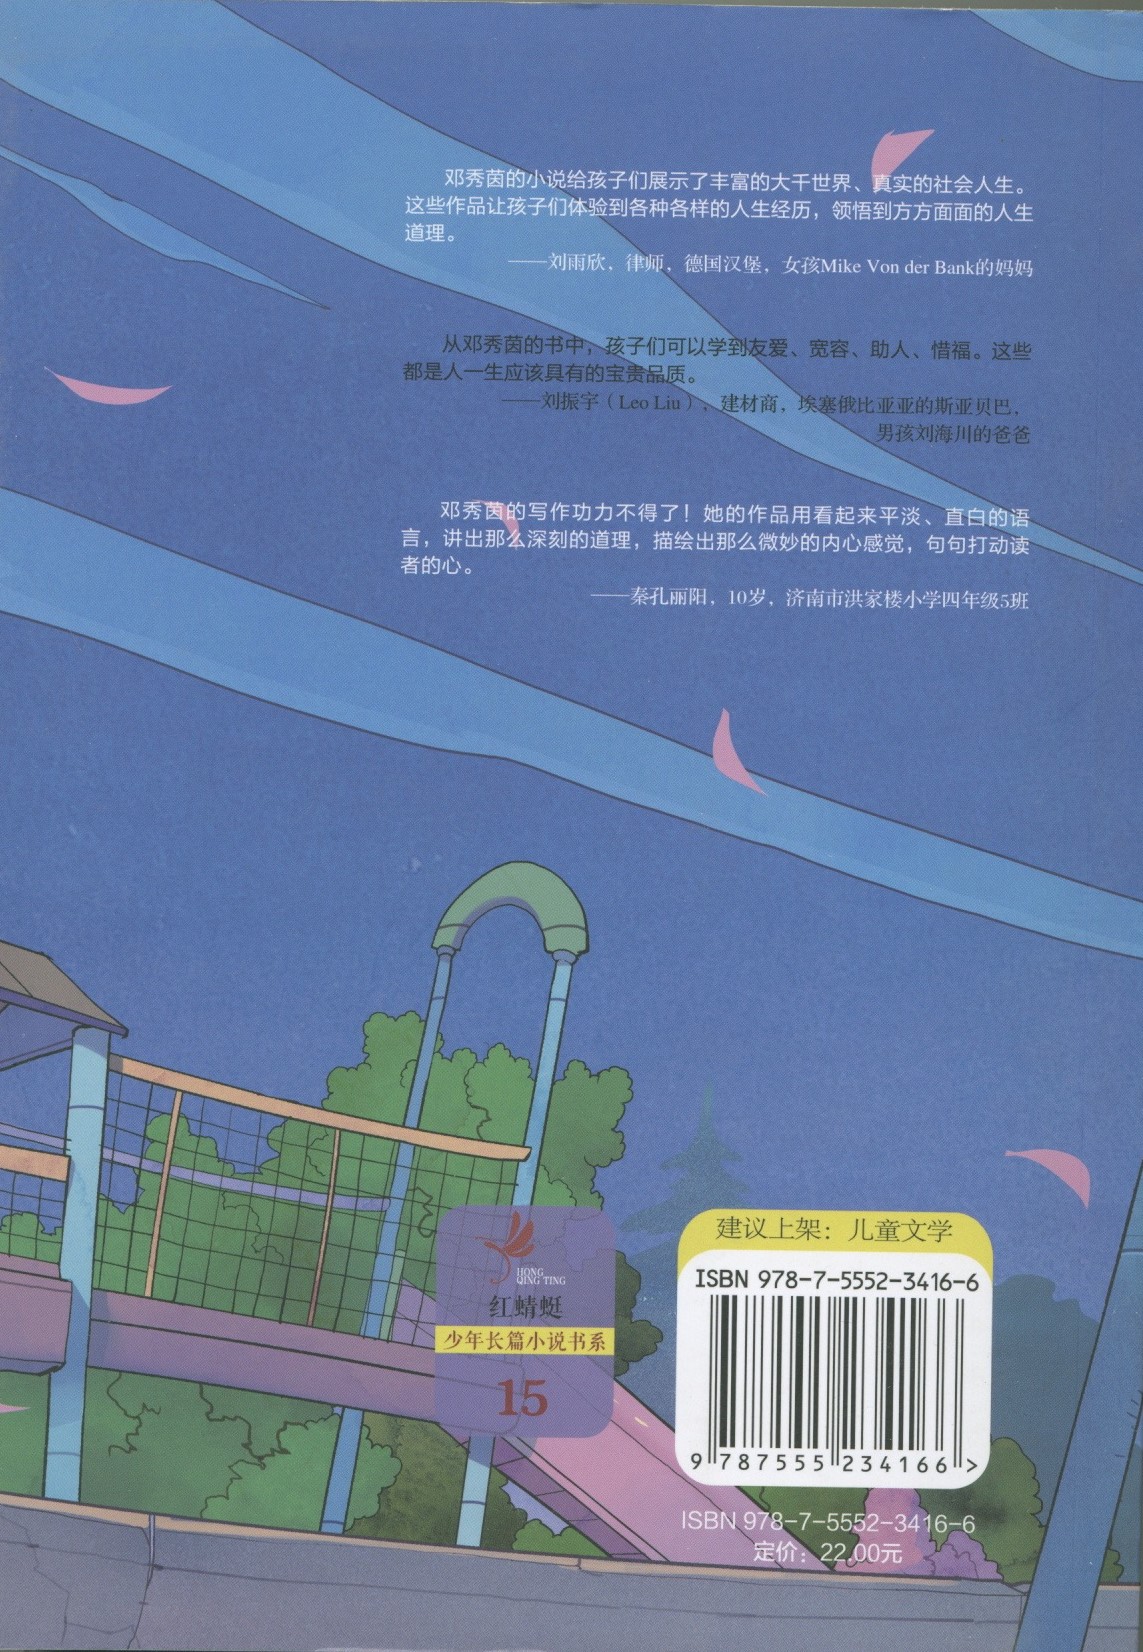 邓秀茵的小说给孩子们展示了丰富的大千世界、真实的社会人生。
这些作品让孩子们体验到各种各样的人生经历，领悟到方方面面的人生
道理。
——刘雨欣，律师，德国汉堡，女孩Mike Von der Bank的妈妈
从邓秀茵的书中，孩子们可以学到友爱、宽容、助人、惜福。这些
都是人一生应该具有的宝贵品质。
——刘振宇（Leo Liu），建材商，埃塞俄比亚亚的斯亚贝巴，
男孩刘海川的爸爸
邓秀茵的写作功力不得了！她的作品用看起来平淡、直白的语
言，讲出那么深刻的道理，描绘出那么微妙的内心感觉，句句打动读
者的心。
——秦孔丽阳，10岁，济南市洪家楼小学四年级5班
HONG
QING TING
红蜻蜓
少年长篇小说书系
15
建议上架：儿童文学
ISBN 978-7-5552-3416-6
9 787555 234166 >
ISBN 978-7-5552-3416-6
定价：22.00元